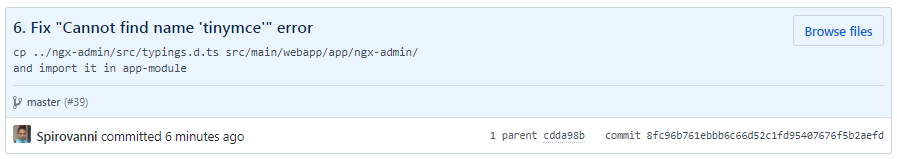 6. Fix "Cannot find name 'tinymce'" error
Browse files
cp ../ngx-admin/src/typings.d.ts src/main/webapp/app/ngx-admin/
and import it in app-module
master (#39)
Spirovanni committed 6 minutes ago
1 parent cdda98b commit 8fc96b761ebbb6c66d52c1fd95407676f5b2aefd